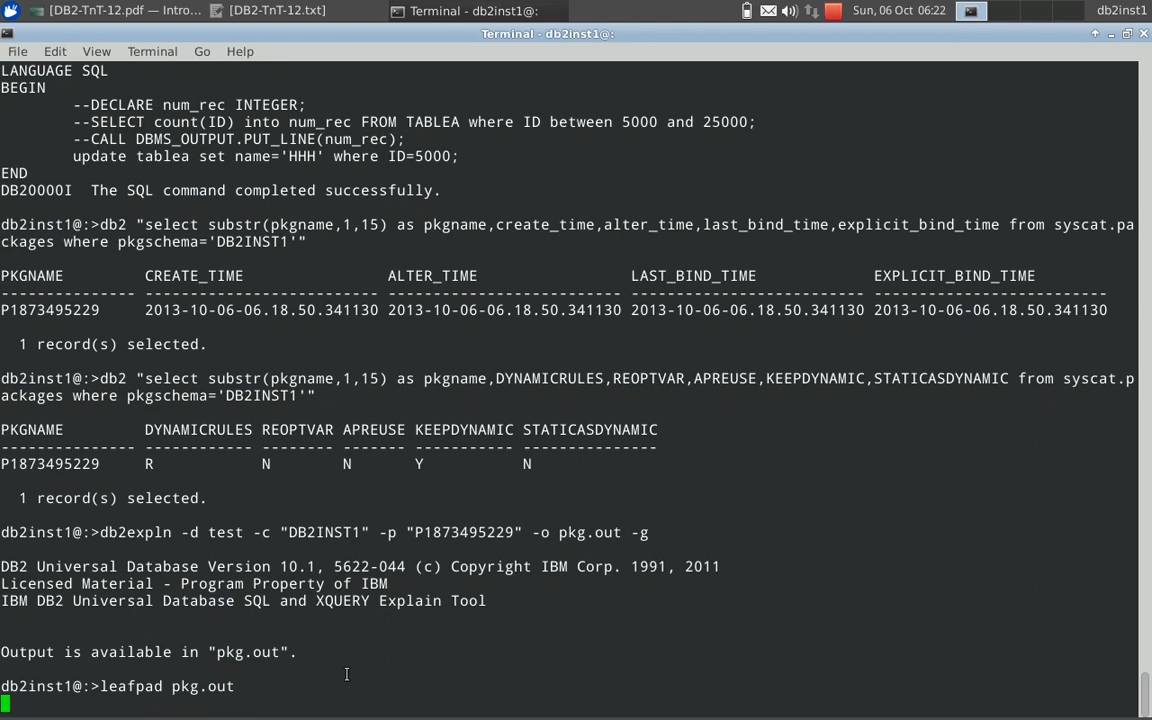 [DB2-TnT-12.pdf — Intro...
[DB2-TnT-12.txt]
Terminal - db2inst1@:
Sun, 06 Oct 06:22
db2inst1
Terminal - db2inst1@:
File Edit View Terminal Go Help
LANGUAGE SQL
BEGIN
--DECLARE num_rec INTEGER;
--SELECT count(ID) into num_rec FROM TABLEA where ID between 5000 and 25000;
--CALL DBMS_OUTPUT.PUT_LINE(num_rec);
update tablea set name='HHH' where ID=5000;
END
DB20000I  The SQL command completed successfully.
db2inst1@:>db2 "select substr(pkgname,1,15) as pkgname,create_time,alter_time,last_bind_time,explicit_bind_time from syscat.pa
ckages where pkgschema='DB2INST1'"
PKGNAME         CREATE_TIME                ALTER_TIME                 LAST_BIND_TIME             EXPLICIT_BIND_TIME
--------------- -------------------------- -------------------------- -------------------------- --------------------------
P1873495229     2013-10-06-06.18.50.341130 2013-10-06-06.18.50.341130 2013-10-06-06.18.50.341130 2013-10-06-06.18.50.341130
1 record(s) selected.
db2inst1@:>db2 "select substr(pkgname,1,15) as pkgname,DYNAMICRULES,REOPTVAR,APREUSE,KEEPDYNAMIC,STATICASDYNAMIC from syscat.p
ackages where pkgschema='DB2INST1'"
PKGNAME         DYNAMICRULES REOPTVAR APREUSE KEEPDYNAMIC STATICASDYNAMIC
--------------- ------------ -------- ------- ----------- ---------------
P1873495229     R            N        N       Y           N
1 record(s) selected.
db2inst1@:>db2expln -d test -c "DB2INST1" -p "P1873495229" -o pkg.out -g
DB2 Universal Database Version 10.1, 5622-044 (c) Copyright IBM Corp. 1991, 2011
Licensed Material - Program Property of IBM
IBM DB2 Universal Database SQL and XQUERY Explain Tool
Output is available in "pkg.out".
db2inst1@:>leafpad pkg.out